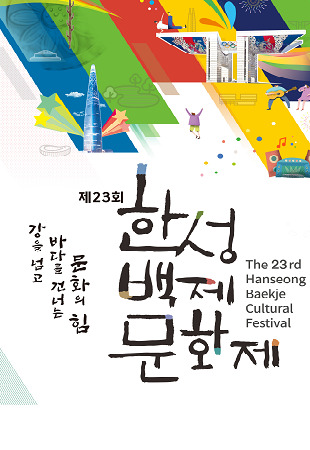 제23회
한성
백제
문화제
The 23rd
Hanseong
Baekje
Cultural
Festival
강을 넘고
바다를 건너는
문화의 힘